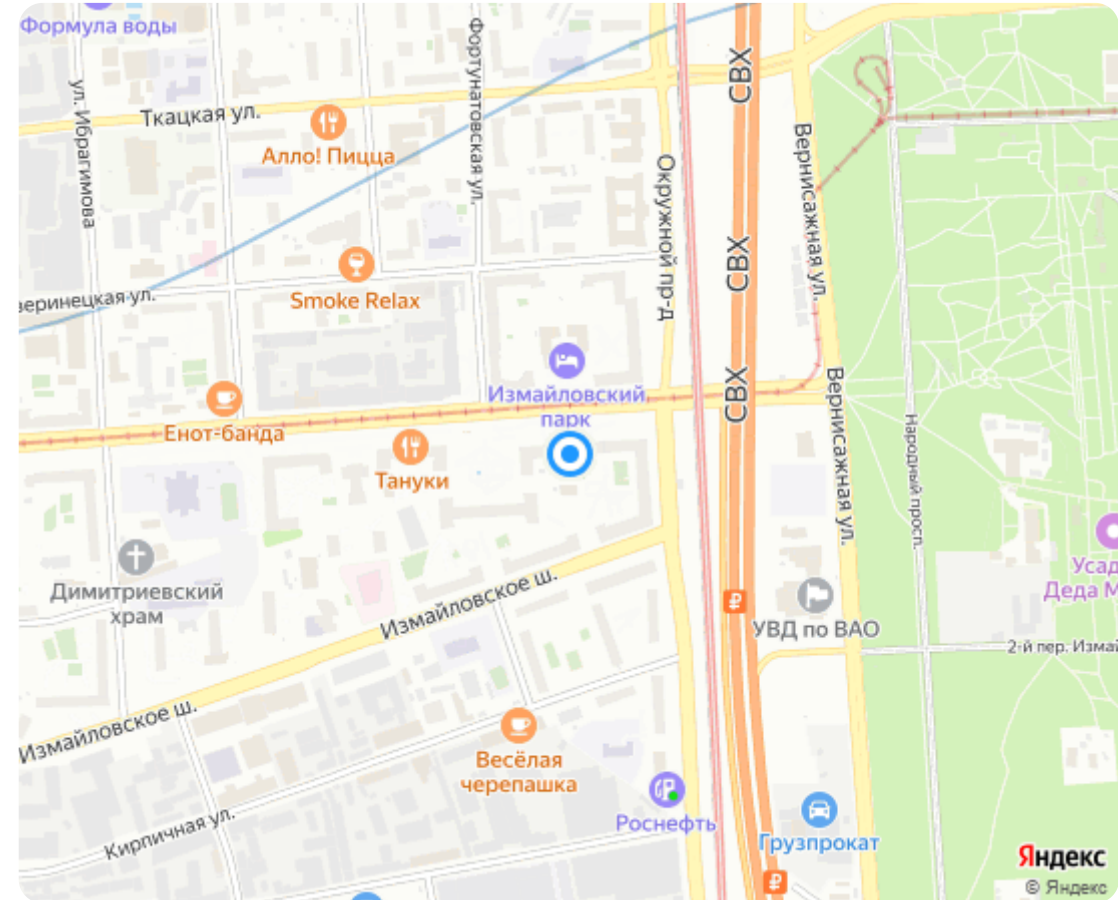 Формула воды
ул. Ибрагимова
Ткацкая ул.
Алло! Пицца
Фортунатовская ул.
Окружной пр-д
СВХ
Вернисажная ул.
СВХ
Smoke Relax
веринецкая ул.
Измайловский
парк
СВХ
Вернисажная ул.
Енот-банда
Тануки
Народный просп.
Димитриевский
храм
Измайловское ш.
УВД по ВАО
Усад
Деда М
2-й пер. Измай
Измайловское ш.
Весёлая
черепашка
Кирпичная ул.
Роснефть
Грузпрокат
Яндекс
© Яндекс